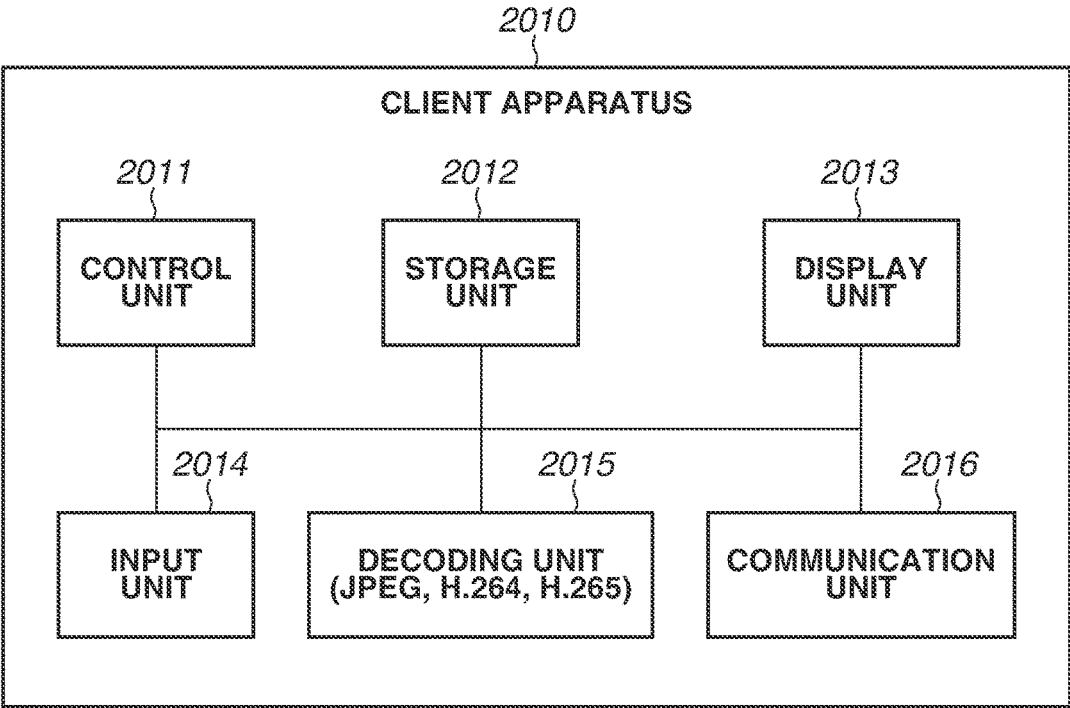 2010
CLIENT APPARATUS
2011
2012
2013
CONTROL
UNIT
STORAGE
UNIT
DISPLAY
UNIT
2014
2015
2016
INPUT
UNIT
DECODING UNIT
(JPEG, H.264, H.265)
COMMUNICATION
UNIT